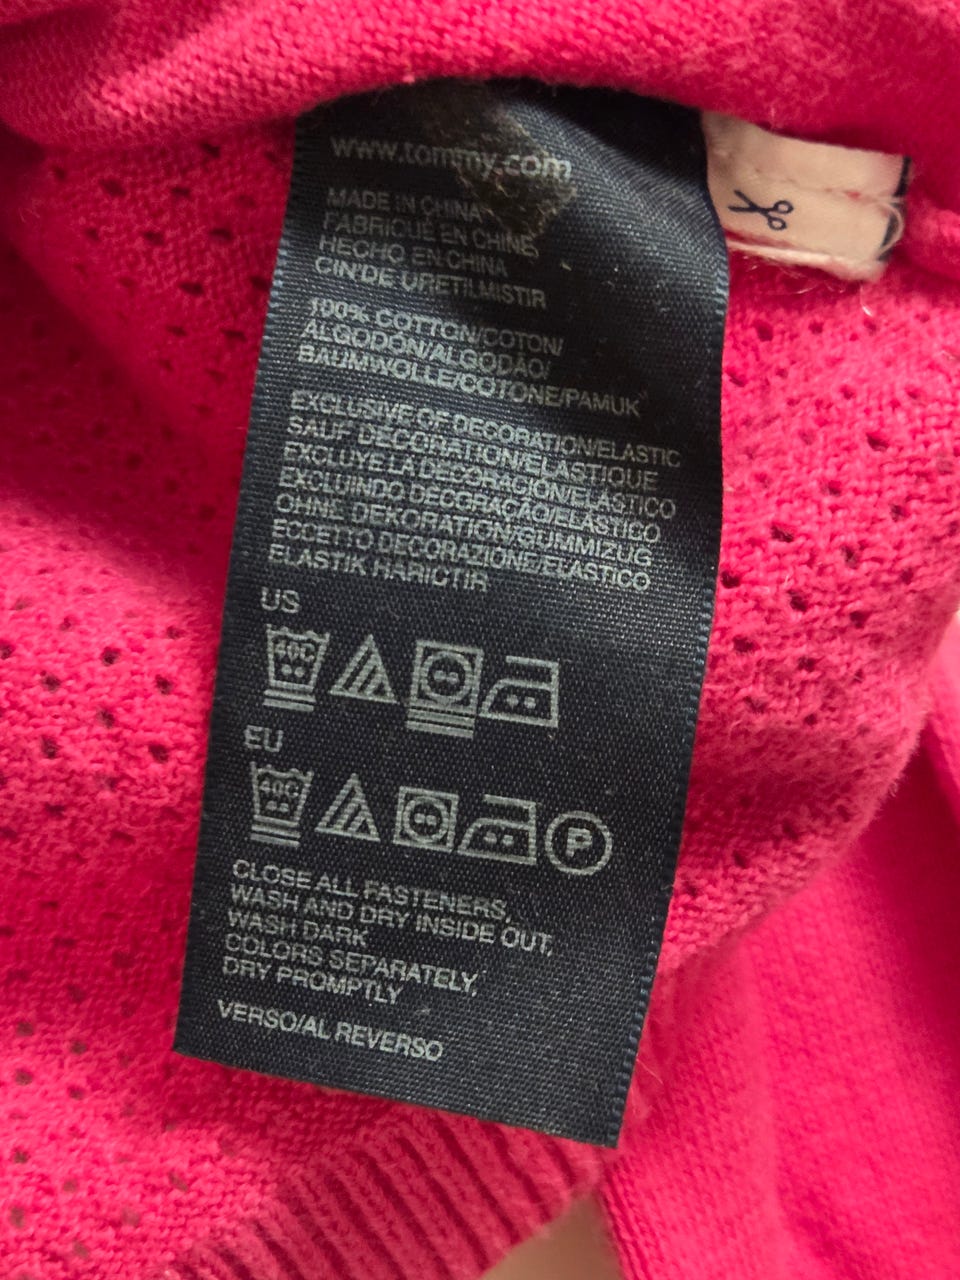 www.tommy.com
MADE IN CHINA
FABRIQUÉ EN CHINE
HECHO EN CHINA
CIN'DE URETILMISTIR
100% COTTON/COTON/
ALGODÓN/ALGODÃO/
BAUMWOLLE/COTONE/PAMUK
EXCLUSIVE OF DECORATION/ELASTIC
SAUF DÉCORATION/ÉLASTIQUE
EXCLUYE LA DECORACIÓN/ELÁSTICO
EXCLUINDO DECORAÇÃO/ELÁSTICO
OHNE DEKORATION/GUMMIZUG
ECCETTO DECORAZIONE/ELASTICO
ELASTIK HARICTIR
US
40C
EU
40C
P
CLOSE ALL FASTENERS,
WASH AND DRY INSIDE OUT,
WASH DARK
COLORS SEPARATELY,
DRY PROMPTLY
VERSO/AL REVERSO